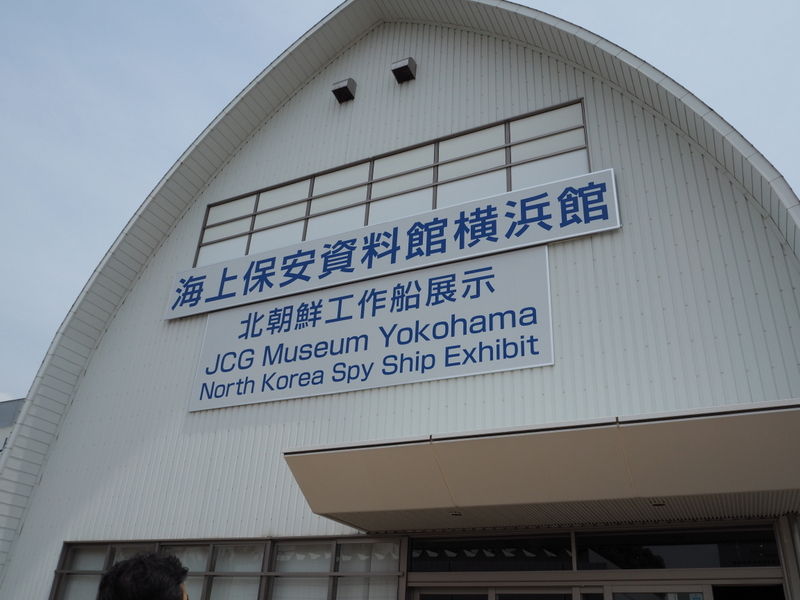 海上保安資料館横浜館
北朝鮮工作船展示
JCG Museum Yokohama
North Korea Spy Ship Exhibit